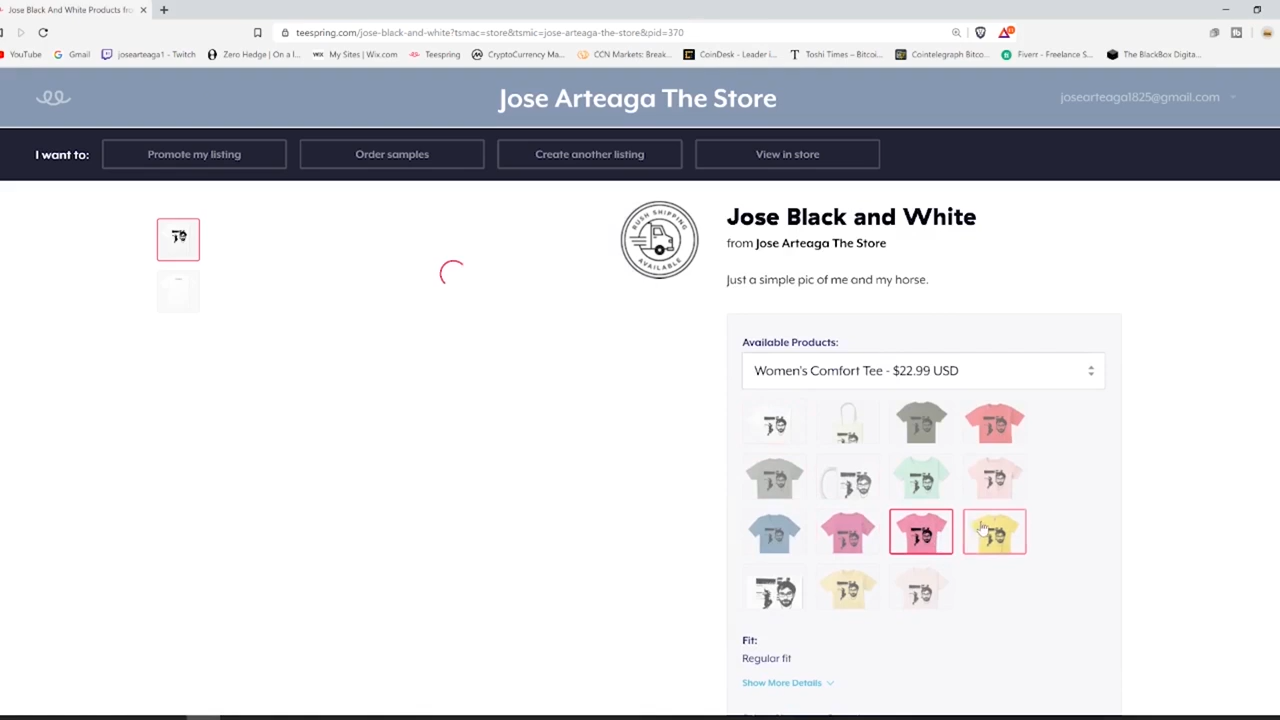 Jose Black And White Products fro
teespring.com/jose-black-and-white?tsmac=store&tsmic=jose-arteaga-the-store&pid=370
YouTube Gmail josearteaga1 - Twitch Zero Hedge | On a l... My Sites | Wix.com Teespring CryptoCurrency Ma... CCN Markets: Break... CoinDesk - Leader i... Toshi Times – Bitcoi... Cointelegraph Bitco... Fiverr - Freelance S... The BlackBox Digita...
Jose Arteaga The Store
josearteaga1825@gmail.com
I want to: Promote my listing Order samples Create another listing View in store
RUSH SHIPPING
AVAILABLE
Jose Black and White
from Jose Arteaga The Store
Just a simple pic of me and my horse.
Available Products:
Women's Comfort Tee - $22.99 USD
Fit:
Regular fit
Show More Details